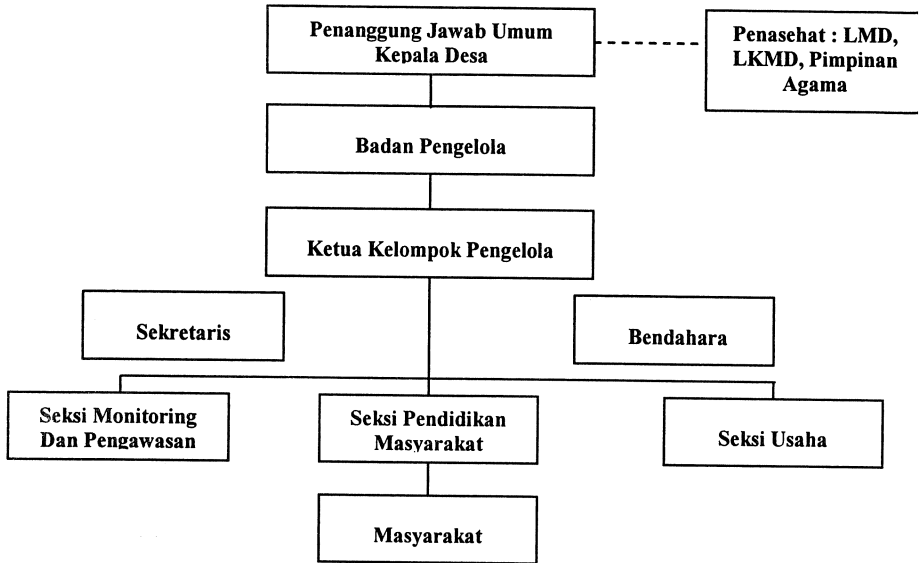 Penanggung Jawab Umum
Kepala Desa
Penasehat : LMD,
LKMD, Pimpinan
Agama
Badan Pengelola
Ketua Kelompok Pengelola
Sekretaris
Bendahara
Seksi Monitoring
Dan Pengawasan
Seksi Pendidikan
Masyarakat
Seksi Usaha
Masyarakat